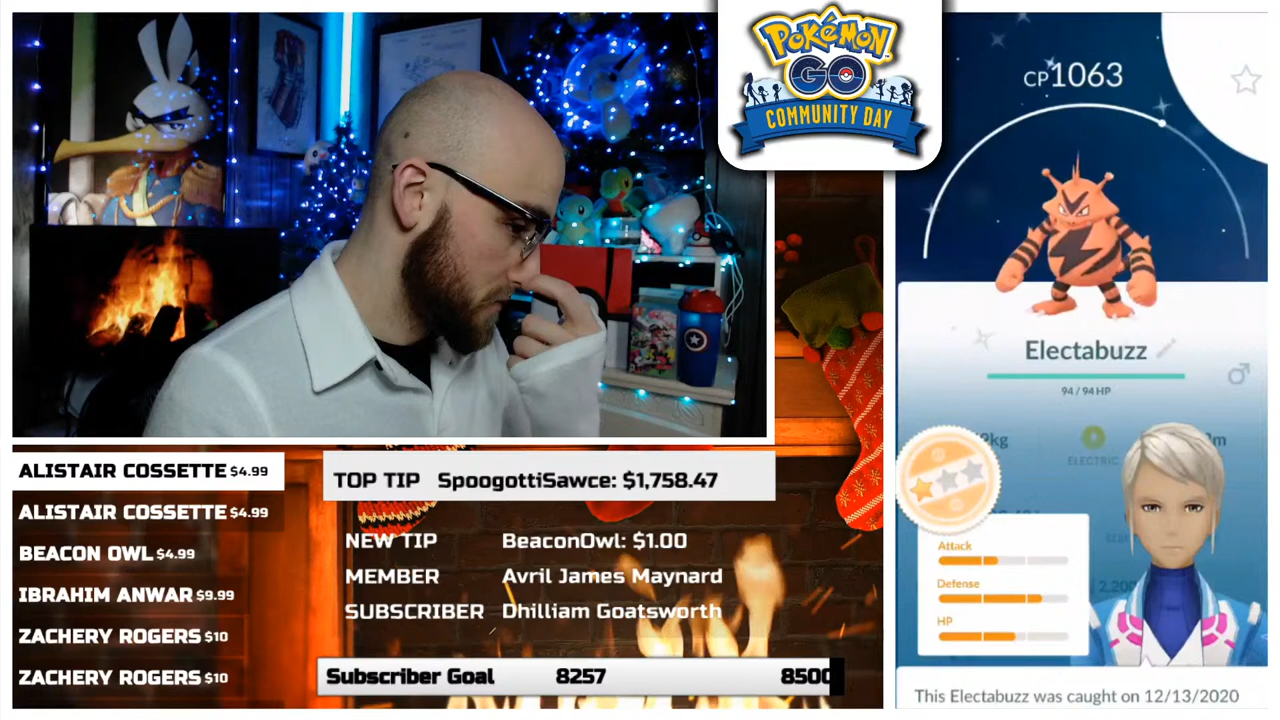 POKÉMON
GO
COMMUNITY DAY
CP1063
Electabuzz
94 / 94 HP
ELECTRIC
Attack
Defense
HP
2,200
This Electabuzz was caught on 12/13/2020
ALISTAIR COSSETTE $4.99
ALISTAIR COSSETTE $4.99
BEACON OWL $4.99
IBRAHIM ANWAR $9.99
ZACHERY ROGERS $10
ZACHERY ROGERS $10
TOP TIP SpoogottiSawce: $1,758.47
NEW TIP BeaconOwl: $1.00
MEMBER Avril James Maynard
SUBSCRIBER Dhilliam Goatsworth
Subscriber Goal 8257 8500